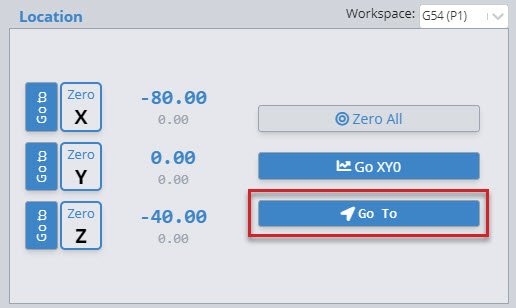 Location
Workspace: G54 (P1)
Go to
Zero
X
-80.00
0.00
Zero All
Go to
Zero
Y
0.00
0.00
Go XY0
Go to
Zero
Z
-40.00
0.00
Go To